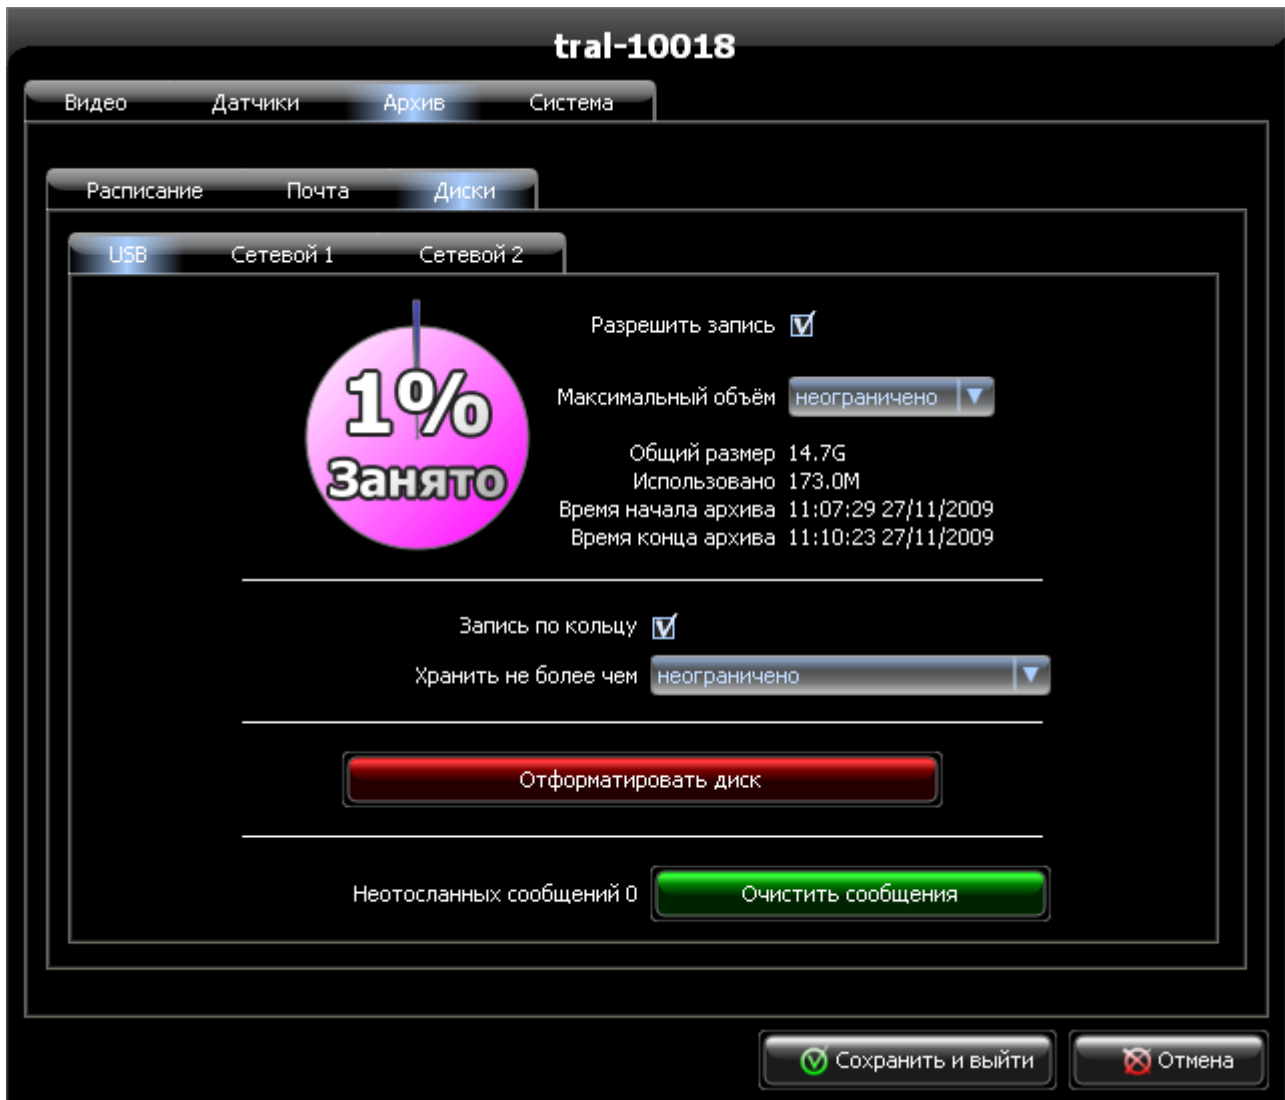 tral-10018
Видео Датчики Архив Система
Расписание Почта Диски
USB Сетевой 1 Сетевой 2
1%
Занято
Разрешить запись
Максимальный объём неограничено
Общий размер 14.7G
Использовано 173.0M
Время начала архива 11:07:29 27/11/2009
Время конца архива 11:10:23 27/11/2009
Запись по кольцу
Хранить не более чем неограничено
Отформатировать диск
Неотосланных сообщений 0 Очистить сообщения
Сохранить и выйти Отмена